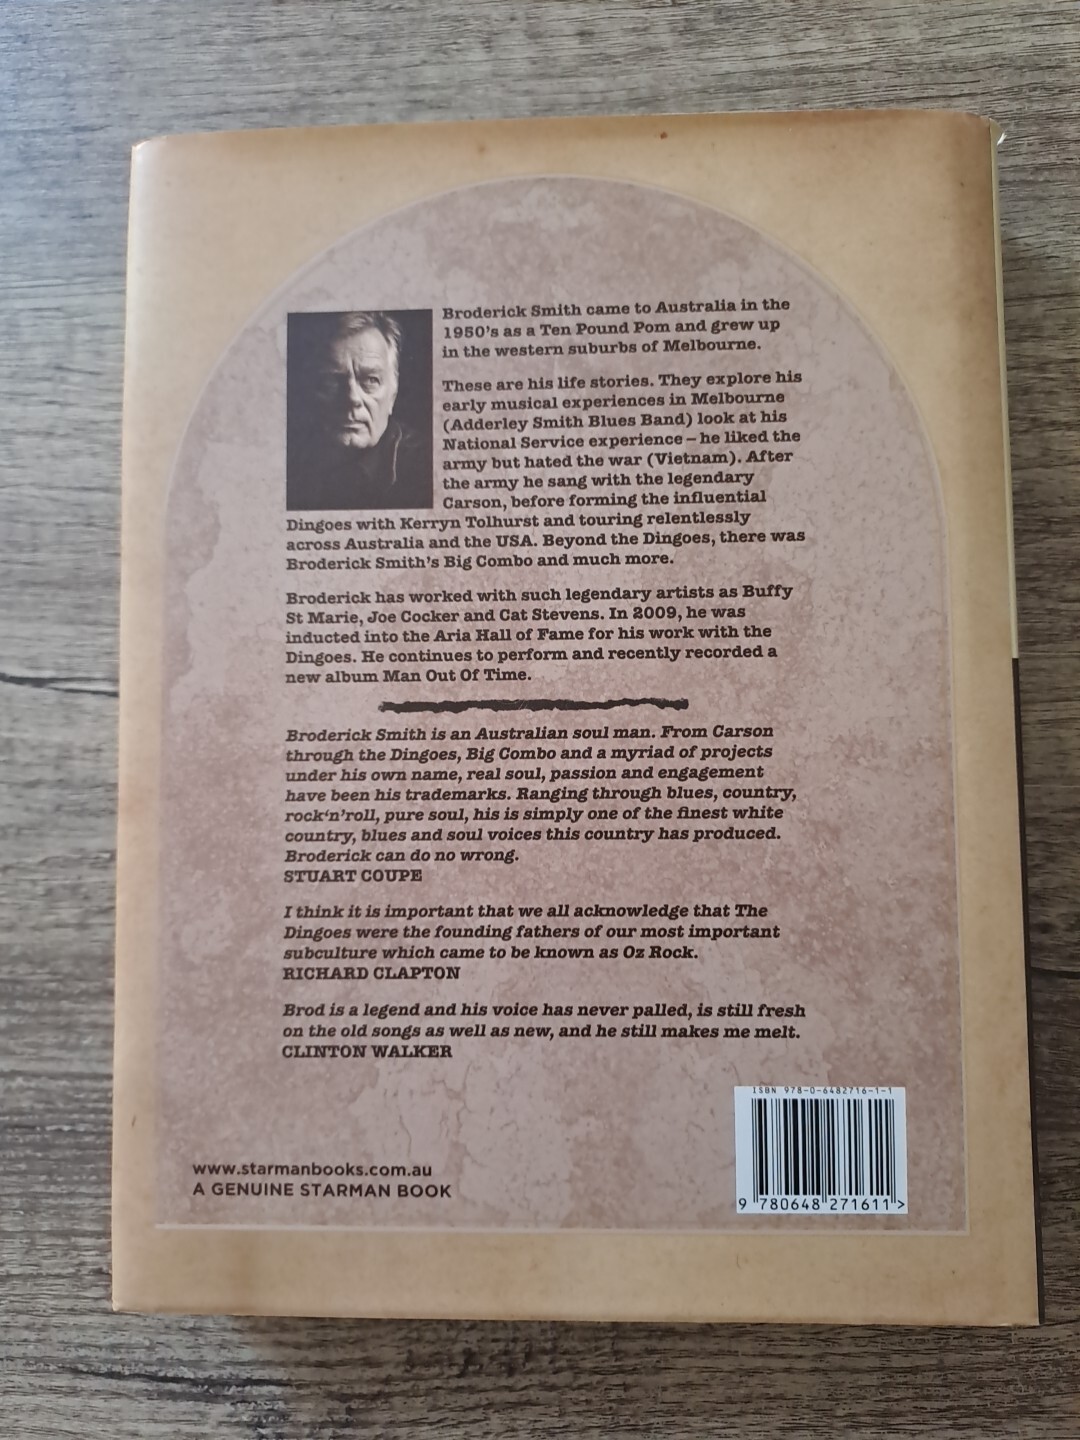 Broderick Smith came to Australia in the
1950's as a Ten Pound Pom and grew up
in the western suburbs of Melbourne.
These are his life stories. They explore his
early musical experiences in Melbourne
(Adderley Smith Blues Band) look at his
National Service experience – he liked the
army but hated the war (Vietnam). After
the army he sang with the legendary
Carson, before forming the influential
Dingoes with Kerryn Tolhurst and touring relentlessly
across Australia and the USA. Beyond the Dingoes, there was
Broderick Smith's Big Combo and much more.
Broderick has worked with such legendary artists as Buffy
St Marie, Joe Cocker and Cat Stevens. In 2009, he was
inducted into the Aria Hall of Fame for his work with the
Dingoes. He continues to perform and recently recorded a
new album Man Out Of Time.
Broderick Smith is an Australian soul man. From Carson
through the Dingoes, Big Combo and a myriad of projects
under his own name, real soul, passion and engagement
have been his trademarks. Ranging through blues, country,
rock‘n’roll, pure soul, his is simply one of the finest white
country, blues and soul voices this country has produced.
Broderick can do no wrong.
STUART COUPE
I think it is important that we all acknowledge that The
Dingoes were the founding fathers of our most important
subculture which came to be known as Oz Rock.
RICHARD CLAPTON
Brod is a legend and his voice has never palled, is still fresh
on the old songs as well as new, and he still makes me melt.
CLINTON WALKER
ISBN 978-0-6482716-1-1
9 780648 271611 >
www.starmanbooks.com.au
A GENUINE STARMAN BOOK